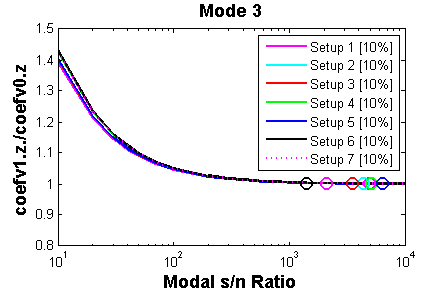 Mode 3
coefv1.z./coefv0.z
1.5
1.4
1.3
1.2
1.1
1
0.9
0.8
Setup 1 [10%]
Setup 2 [10%]
Setup 3 [10%]
Setup 4 [10%]
Setup 5 [10%]
Setup 6 [10%]
Setup 7 [10%]
10^1 10^2 10^3 10^4
Modal s/n Ratio